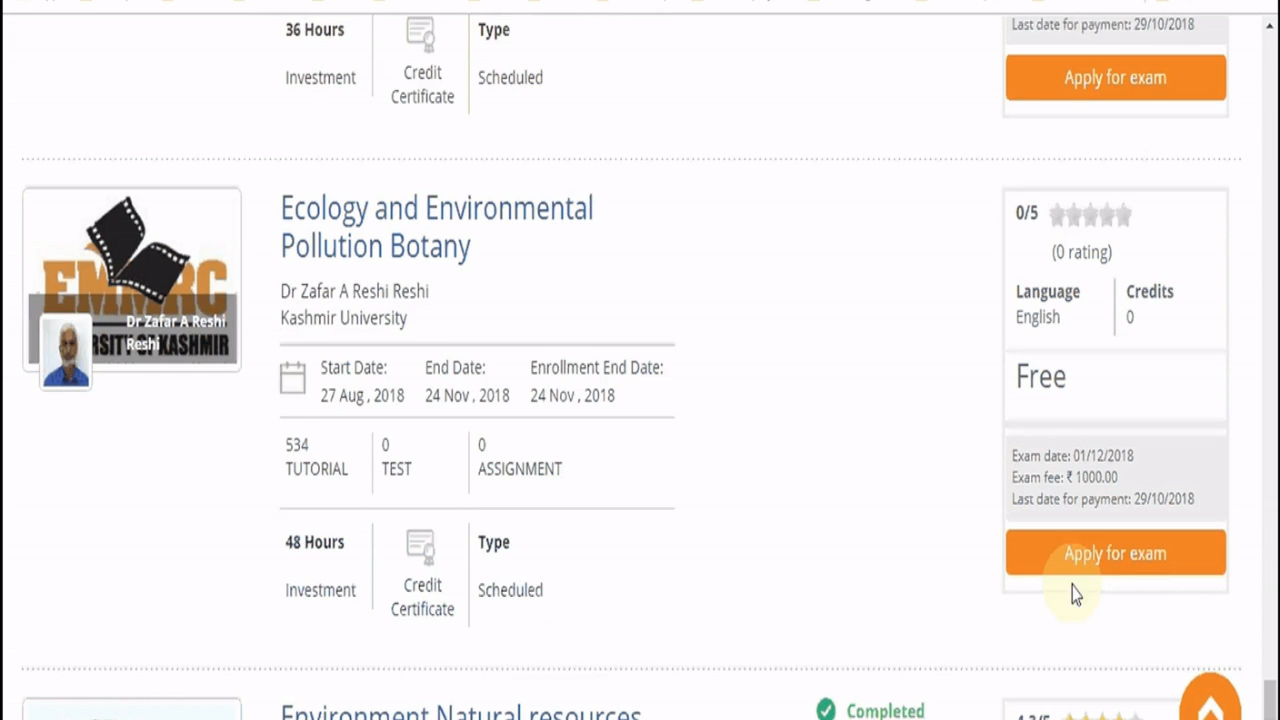 36 Hours
Investment
Credit
Certificate
Type
Scheduled
Last date for payment: 29/10/2018
Apply for exam
EMMRC
Dr Zafar A Reshi
Reshi
Ecology and Environmental
Pollution Botany
Dr Zafar A Reshi Reshi
Kashmir University
Start Date:
27 Aug , 2018
End Date:
24 Nov , 2018
Enrollment End Date:
24 Nov , 2018
534
TUTORIAL
0
TEST
0
ASSIGNMENT
48 Hours
Investment
Credit
Certificate
Type
Scheduled
0/5
(0 rating)
Language
English
Credits
0
Free
Exam date: 01/12/2018
Exam fee: ₹ 1000.00
Last date for payment: 29/10/2018
Apply for exam
Environment Natural resources
Completed